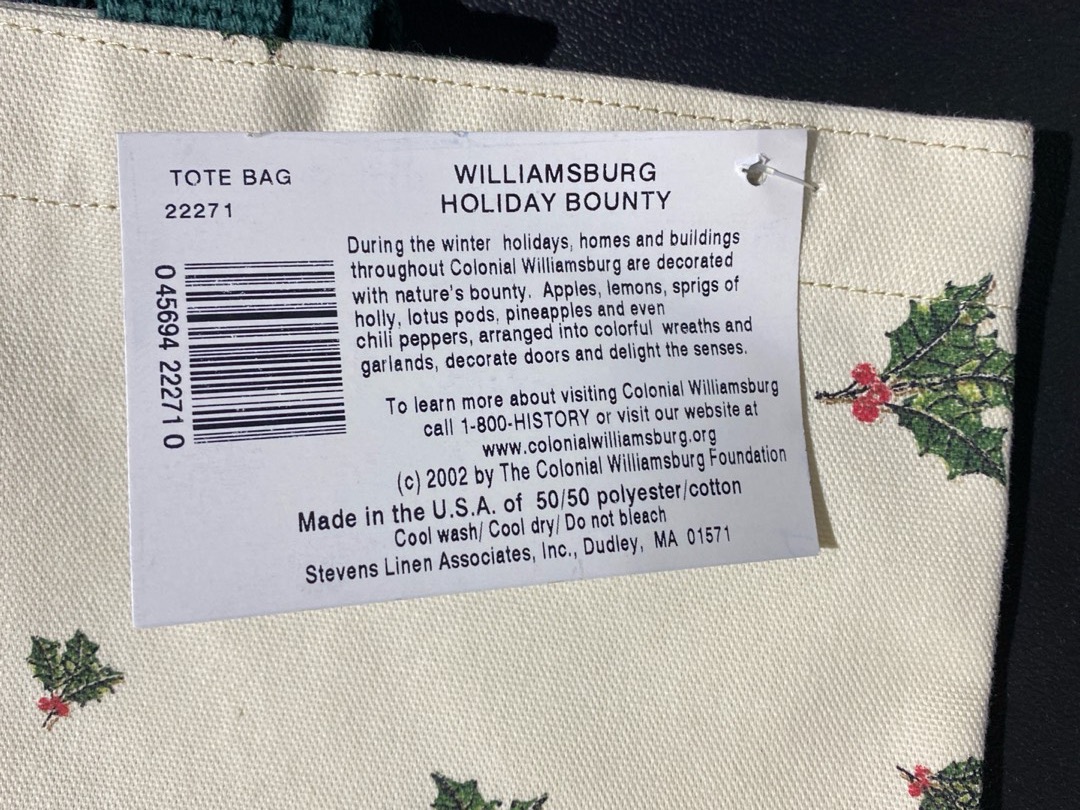 TOTE BAG
22271
0 45694 22271 0
WILLIAMSBURG
HOLIDAY BOUNTY
During the winter holidays, homes and buildings
throughout Colonial Williamsburg are decorated
with nature's bounty. Apples, lemons, sprigs of
holly, lotus pods, pineapples and even
chili peppers, arranged into colorful wreaths and
garlands, decorate doors and delight the senses.
To learn more about visiting Colonial Williamsburg
call 1-800-HISTORY or visit our website at
www.colonialwilliamsburg.org
(c) 2002 by The Colonial Williamsburg Foundation
Made in the U.S.A. of 50/50 polyester/cotton
Cool wash/ Cool dry/ Do not bleach
Stevens Linen Associates, Inc., Dudley, MA 01571